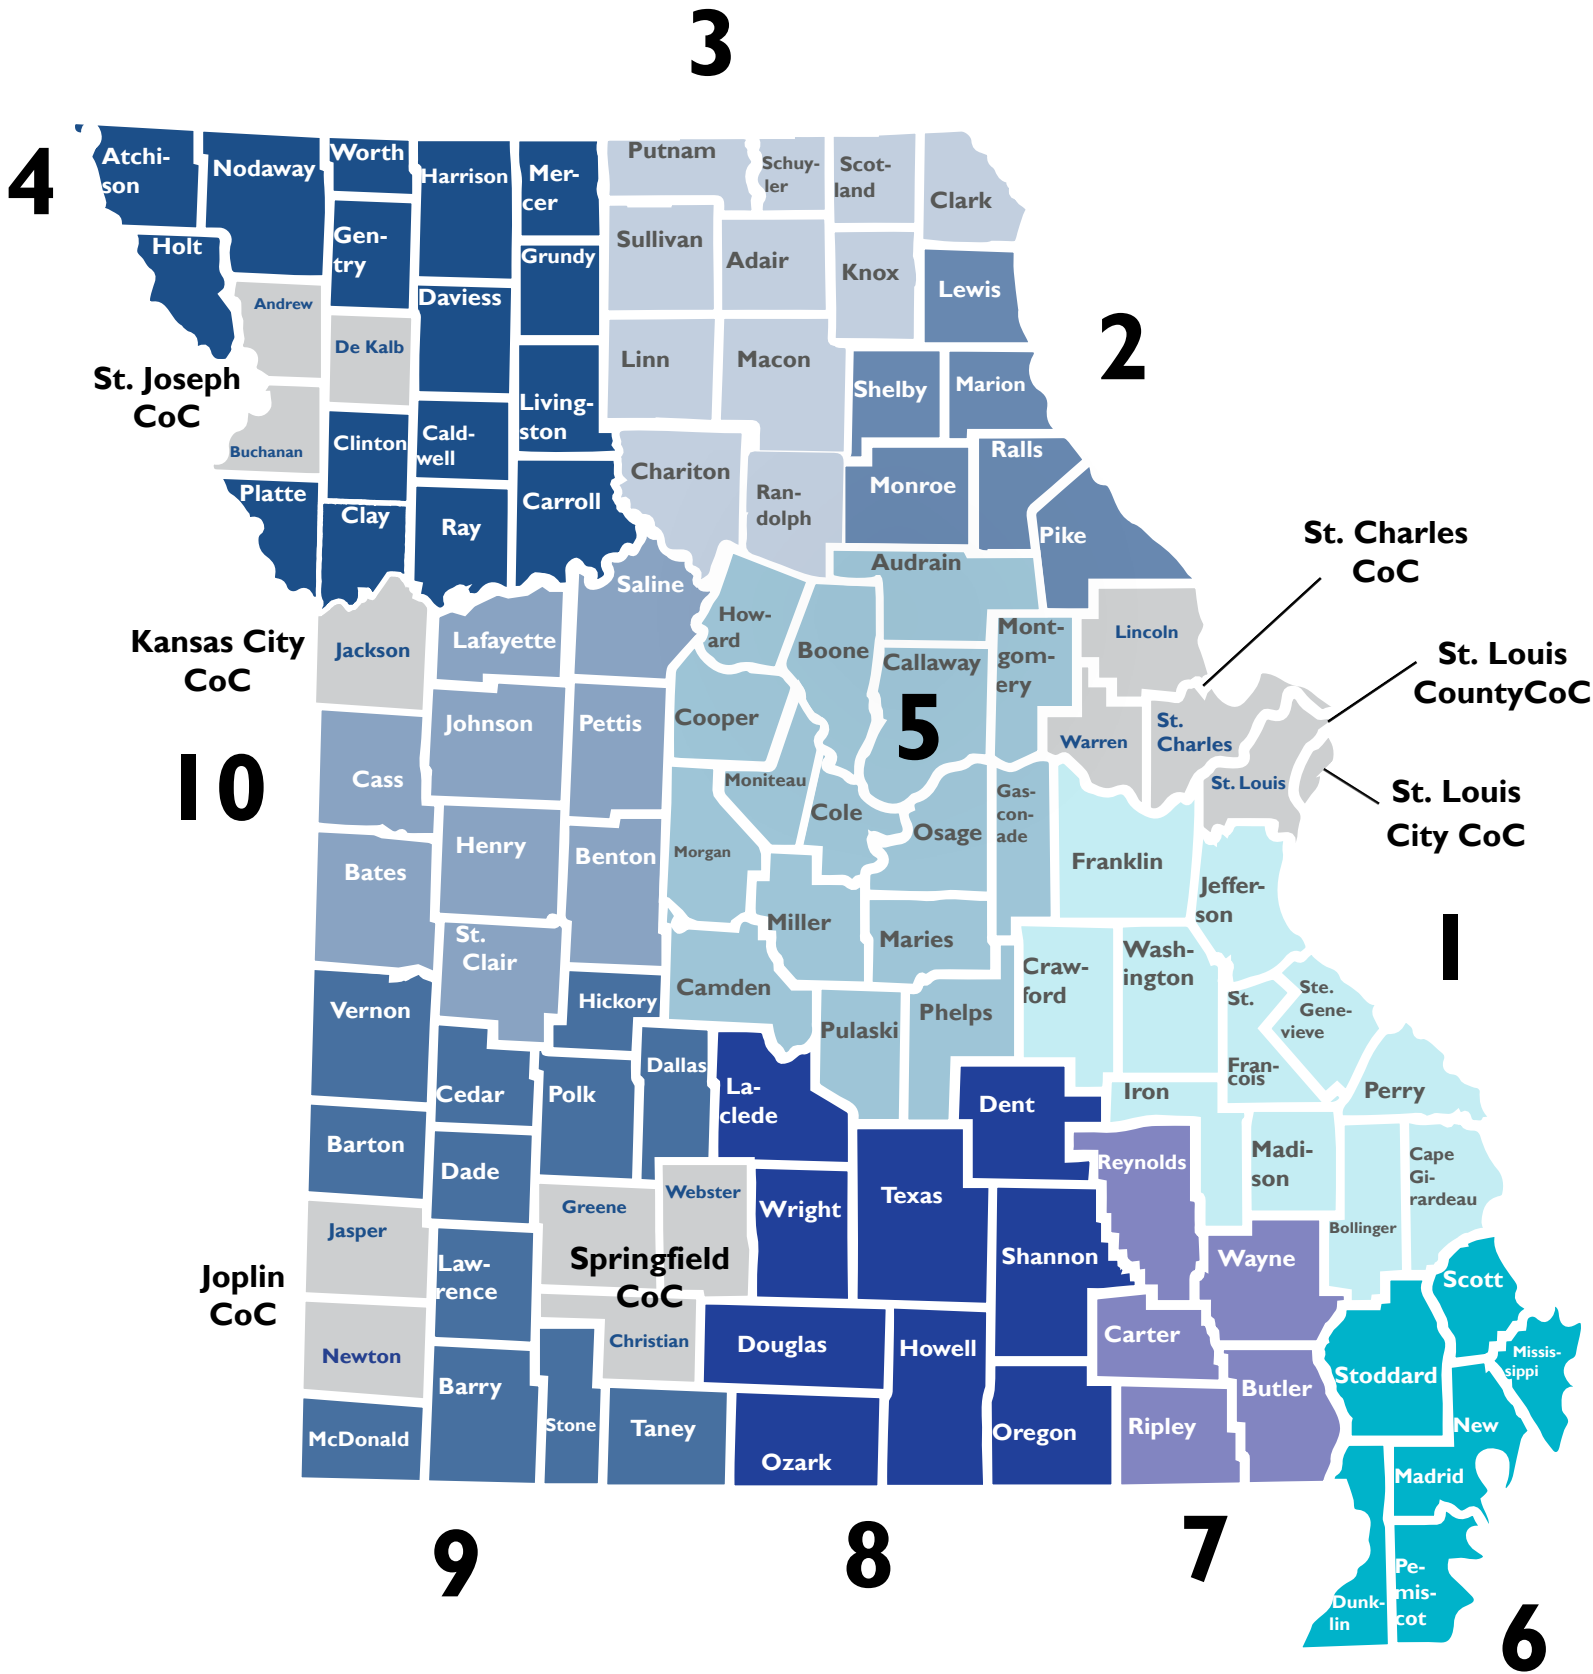 3
4
Atchi-
son
Nodaway
Worth
Harrison
Mer-
cer
Putnam
Schuy-
ler
Scot-
land
Clark
Holt
Gen-
try
Grundy
Sullivan
Adair
Knox
Lewis
Andrew
Daviess
De Kalb
2
St. Joseph
CoC
Linn
Macon
Shelby
Marion
Living-
ston
Buchanan
Clinton
Cald-
well
Chariton
Ran-
dolph
Monroe
Ralls
Platte
Clay
Ray
Carroll
Pike
St. Charles
CoC
Audrain
Saline
How-
ard
Boone
Callaway
Mont-
gom-
ery
Lincoln
Kansas City
CoC
Jackson
Lafayette
St. Louis
CountyCoC
Johnson
Pettis
Cooper
5
Warren
St.
Charles
St. Louis
10
Cass
Moniteau
Cole
Osage
Gas-
con-
ade
St. Louis
City CoC
Henry
Benton
Morgan
Franklin
Bates
Jeffer-
son
Miller
Maries
1
St.
Clair
Craw-
ford
Wash-
ington
Vernon
Hickory
Camden
Pulaski
Phelps
St.
Fran-
cois
Ste.
Gene-
vieve
Cedar
Polk
Dallas
La-
clede
Dent
Iron
Perry
Barton
Dade
Reynolds
Madi-
son
Cape
Gi-
rardeau
Bollinger
Greene
Webster
Wright
Texas
Jasper
Shannon
Wayne
Joplin
CoC
Law-
rence
Springfield
CoC
Scott
Newton
Christian
Douglas
Howell
Carter
Stoddard
Missis-
sippi
Barry
Butler
McDonald
Stone
Taney
Ozark
Oregon
Ripley
New
Madrid
9
8
7
Pe-
mis-
cot
Dunk-
lin
6